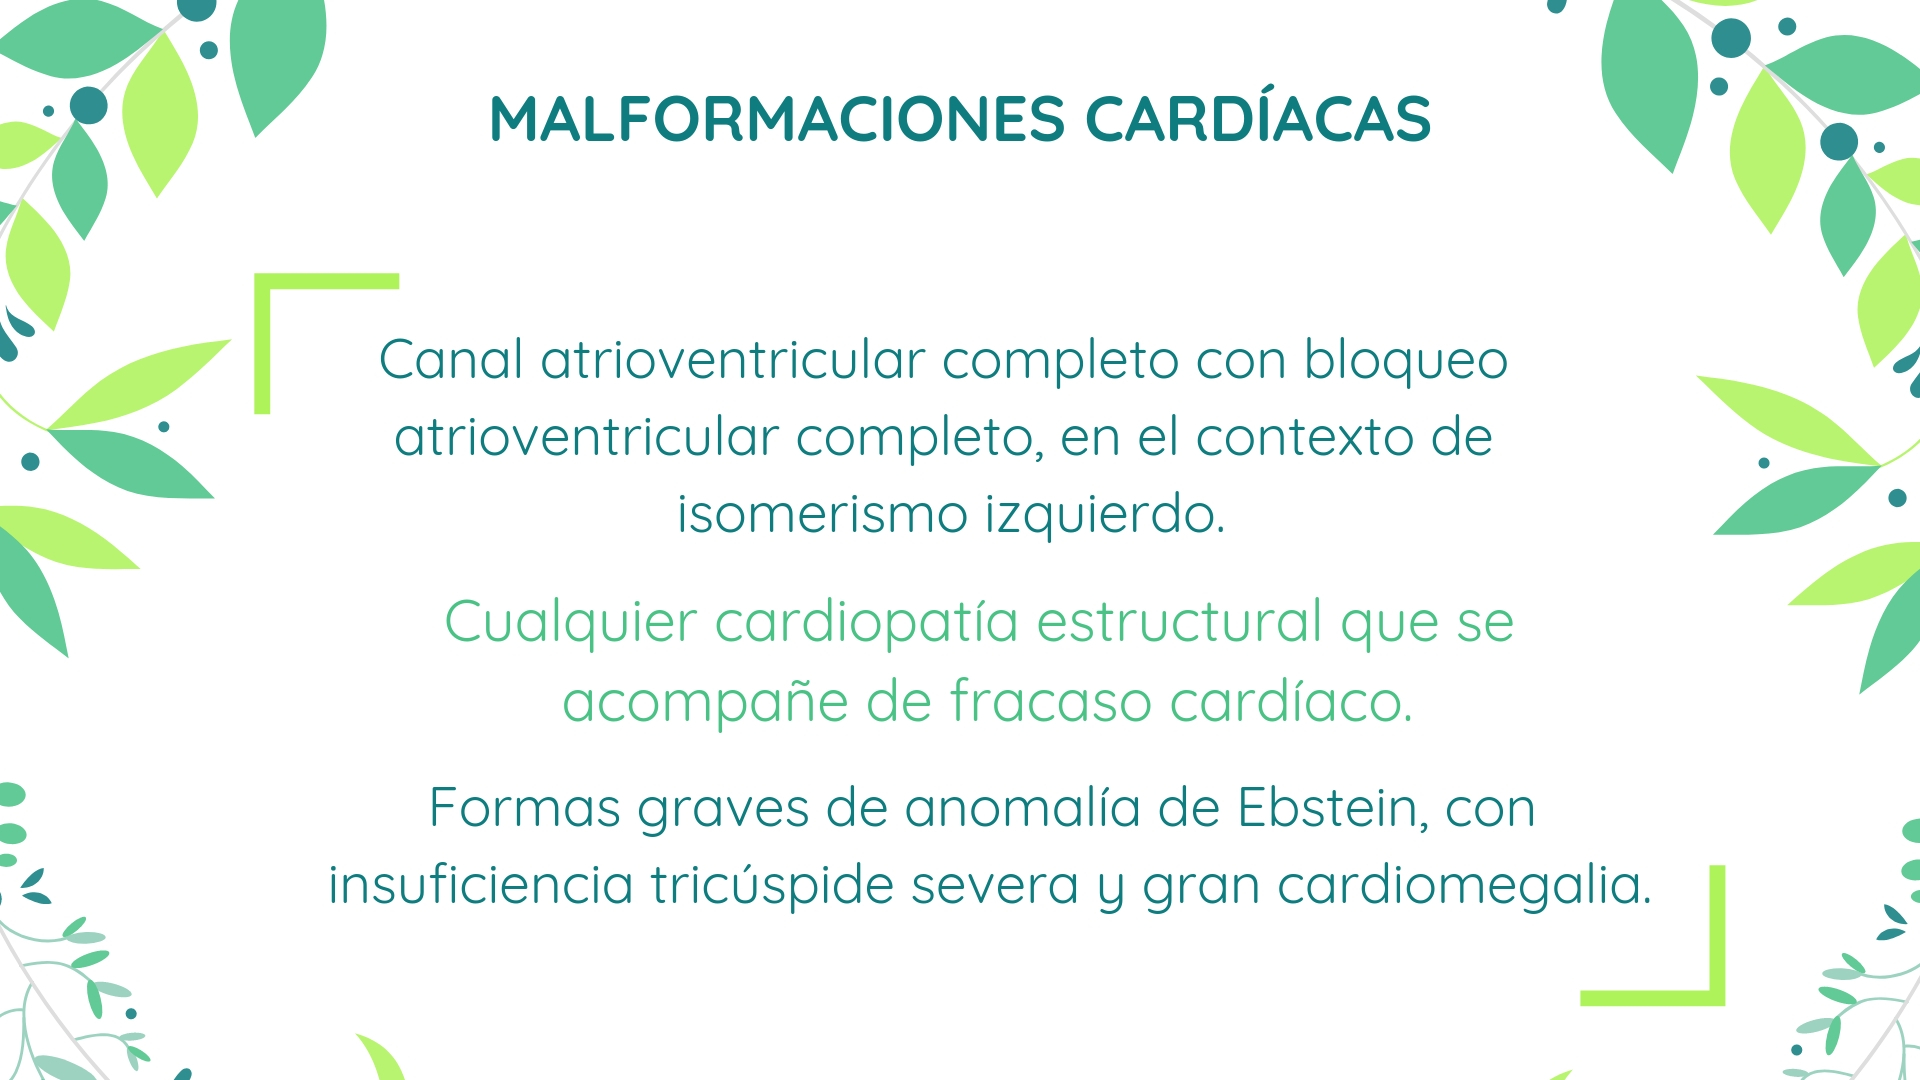 MALFORMACIONES CARDÍACAS
Canal atrioventricular completo con bloqueo
atrioventricular completo, en el contexto de
isomerismo izquierdo.
Cualquier cardiopatía estructural que se
acompañe de fracaso cardíaco.
Formas graves de anomalía de Ebstein, con
insuficiencia tricúspide severa y gran cardiomegalia.